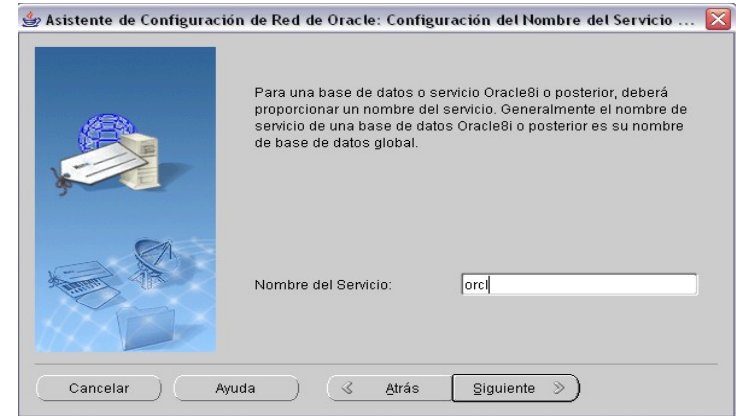 Asistente de Configuración de Red de Oracle: Configuración del Nombre del Servicio ...
Para una base de datos o servicio Oracle8i o posterior, deberá
proporcionar un nombre del servicio. Generalmente el nombre de
servicio de una base de datos Oracle8i o posterior es su nombre
de base de datos global.
Nombre del Servicio: orcl
Cancelar Ayuda Atrás Siguiente